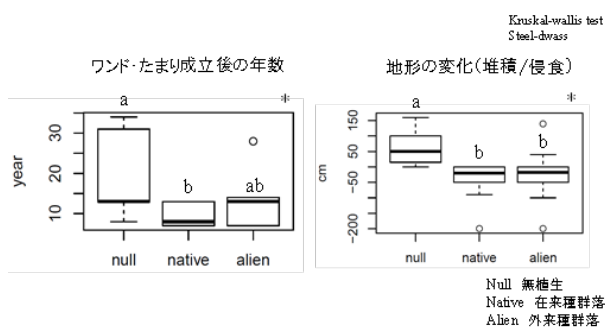 Kruskal-wallis test
Steel-dwass
ワンド・たまり成立後の年数
a
*
b
ab
year
30
20
10
null
native
alien
地形の変化(堆積/侵食)
a
*
b
b
cm
150
50
-50
-200
null
native
alien
Null 無植生
Native 在来種群落
Alien 外来種群落